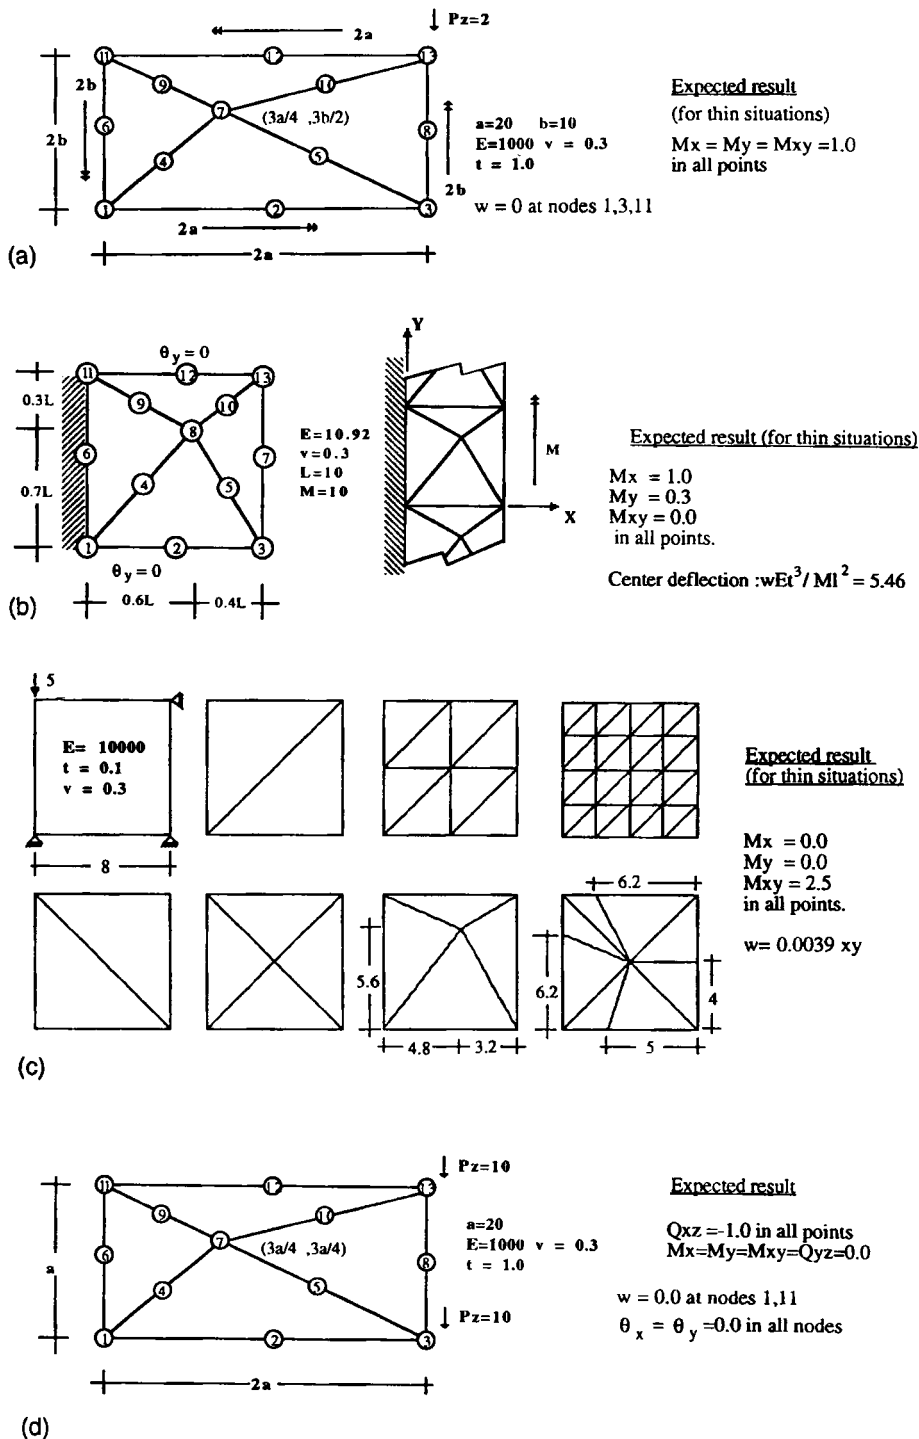 2a
Pz=2
11
12
13
9
10
2b
7
(3a/4 ,3b/2)
6
8
2b
a=20 b=10
E=1000 v = 0.3
t = 1.0
4
5
2b
w = 0 at nodes 1,3,11
1
2
3
2a
2a
Expected result
(for thin situations)
Mx = My = Mxy =1.0
in all points
(a)
θy = 0
11
12
13
0.3L
9
10
8
6
7
0.7L
4
5
1
2
3
θy = 0
0.6L
0.4L
E=10.92
v=0.3
L=10
M=10
Y
M
X
Expected result (for thin situations)
Mx = 1.0
My = 0.3
Mxy = 0.0
in all points.
Center deflection :wEt³/ Ml² = 5.46
(b)
5
E= 10000
t = 0.1
v = 0.3
8
Expected result
(for thin situations)
Mx = 0.0
My = 0.0
Mxy = 2.5
in all points.
w= 0.0039 xy
5.6
4.8
3.2
6.2
6.2
4
5
(c)
Pz=10
11
12
13
9
10
7
(3a/4 ,3a/4)
a
6
8
a=20
E=1000 v = 0.3
t = 1.0
4
5
Pz=10
1
2
3
2a
Expected result
Qxz =-1.0 in all points
Mx=My=Mxy=Qyz=0.0
w = 0.0 at nodes 1,11
θx = θy =0.0 in all nodes
(d)